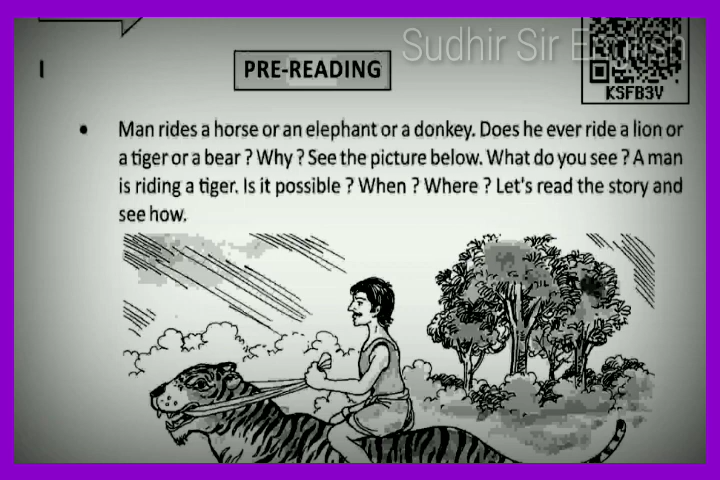 Sudhir Sir English
I
PRE-READING
KSFB3V
• Man rides a horse or an elephant or a donkey. Does he ever ride a lion or
a tiger or a bear ? Why ? See the picture below. What do you see ? A man
is riding a tiger. Is it possible ? When ? Where ? Let's read the story and
see how.